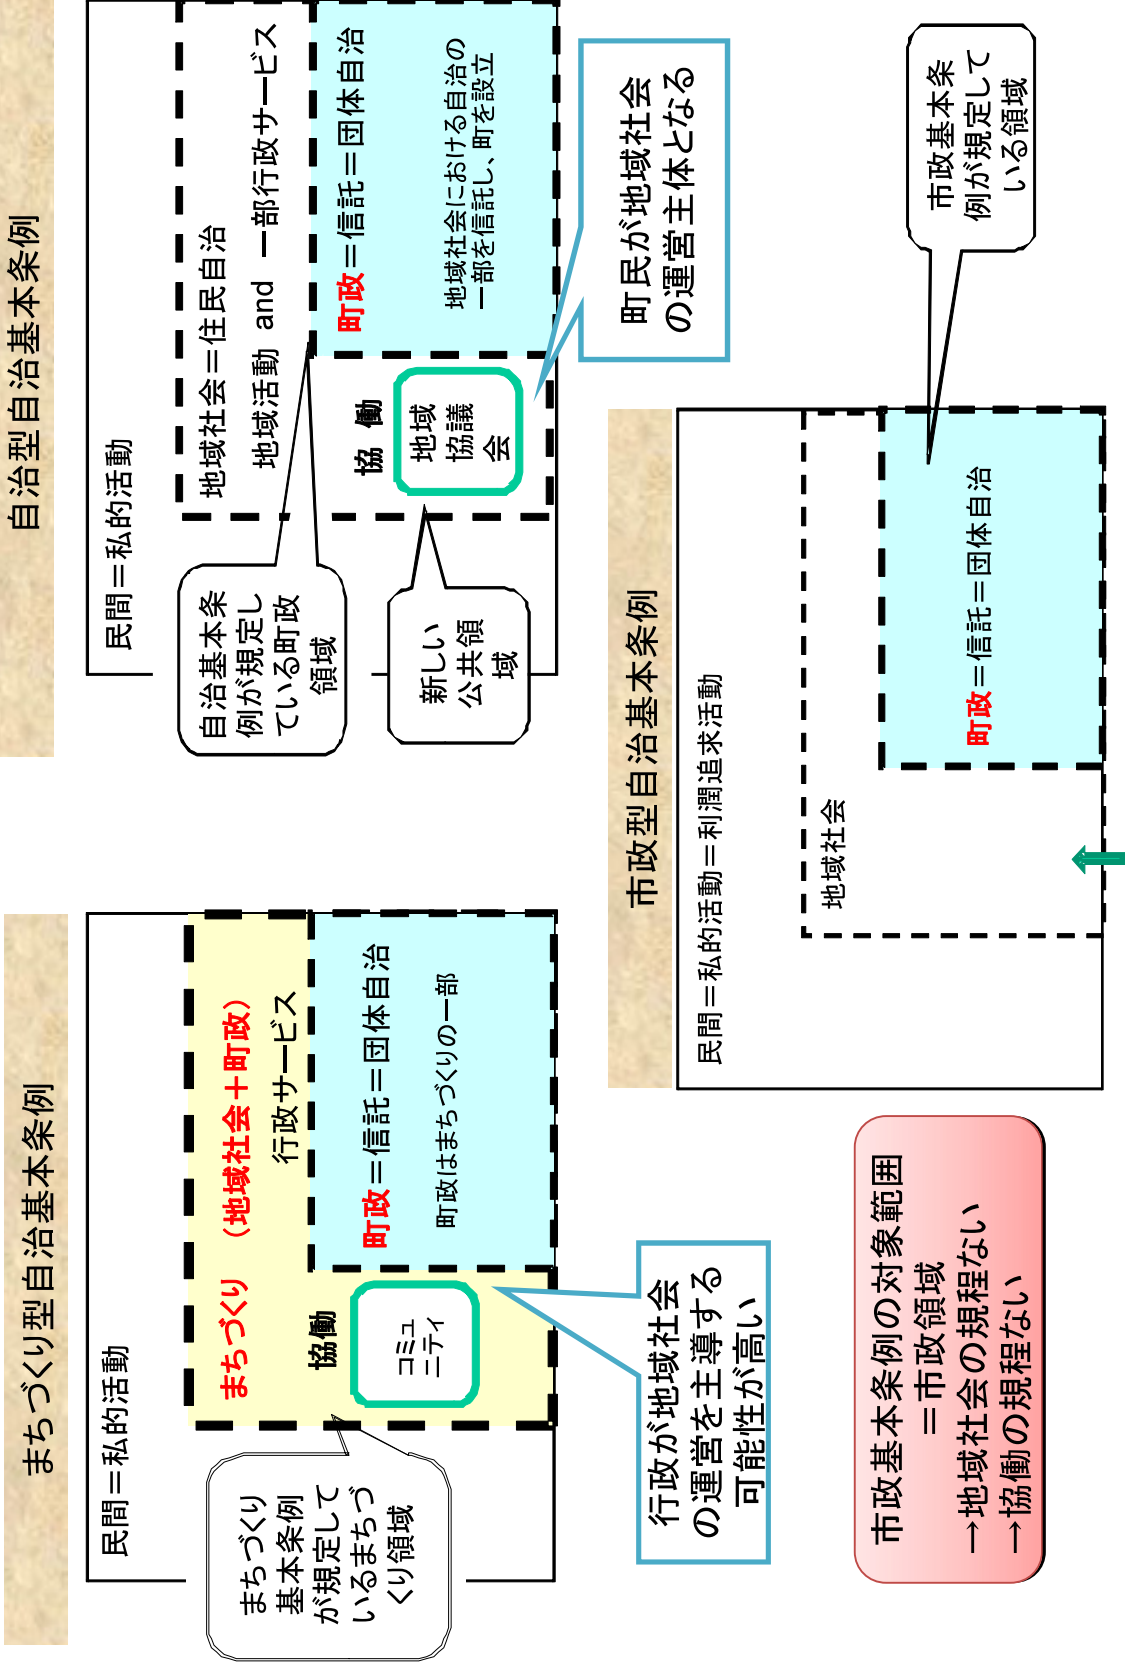 まちづくり型自治基本条例
民間＝私的活動
まちづくり　（地域社会＋町政）
行政サービス
協働
コミュ
ニティ
町政＝信託＝団体自治
町政はまちづくりの一部
まちづくり
基本条例
が規定して
いるまちづ
くり領域
行政が地域社会
の運営を主導する
可能性が高い
自治型自治基本条例
民間＝私的活動
地域社会＝住民自治
地域活動 and　一部行政サービス
協　働
地域
協議
会
町政＝信託＝団体自治
地域社会における自治の
一部を信託し、町を設立
自治基本条
例が規定し
ている町政
領域
新しい
公共領
域
町民が地域社会
の運営主体となる
市政型自治基本条例
民間＝私的活動＝利潤追求活動
地域社会
町政＝信託＝団体自治
市政基本条
例が規定して
いる領域
市政基本条例の対象範囲
＝市政領域
→地域社会の規程ない
→協働の規程ない